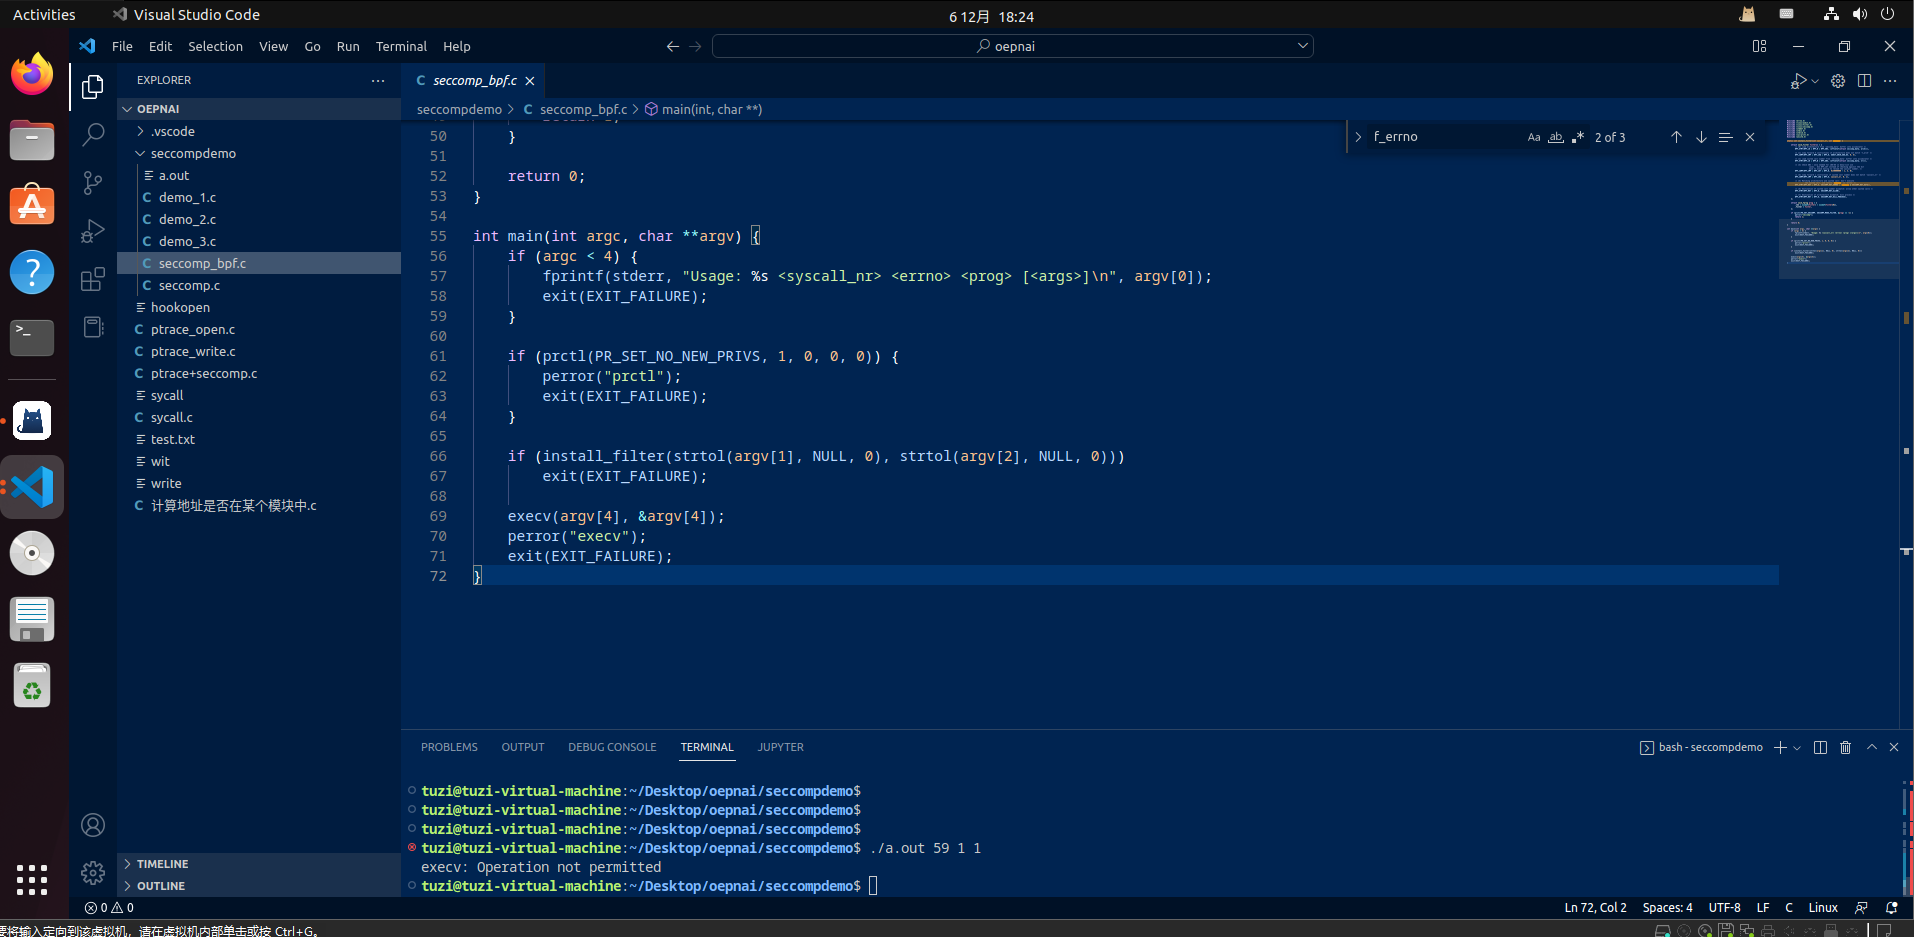 Activities
Visual Studio Code
6 12月 18:24
File Edit Selection View Go Run Terminal Help
oepnai
EXPLORER
OEPNAI
.vscode
seccompdemo
a.out
C demo_1.c
C demo_2.c
C demo_3.c
C seccomp_bpf.c
C seccomp.c
hookopen
C ptrace_open.c
C ptrace_write.c
C ptrace+seccomp.c
sycall
C sycall.c
test.txt
wit
write
C 计算地址是否在某个模块中.c
TIMELINE
OUTLINE
C seccomp_bpf.c
seccompdemo > C seccomp_bpf.c > main(int, char **)
f_errno
Aa ab .*
2 of 3
50 }
51
52 return 0;
53 }
54
55 int main(int argc, char **argv) {
56 if (argc < 4) {
57 fprintf(stderr, "Usage: %s <syscall_nr> <errno> <prog> [<args>]\n", argv[0]);
58 exit(EXIT_FAILURE);
59 }
60
61 if (prctl(PR_SET_NO_NEW_PRIVS, 1, 0, 0, 0)) {
62 perror("prctl");
63 exit(EXIT_FAILURE);
64 }
65
66 if (install_filter(strtol(argv[1], NULL, 0), strtol(argv[2], NULL, 0)))
67 exit(EXIT_FAILURE);
68
69 execv(argv[4], &argv[4]);
70 perror("execv");
71 exit(EXIT_FAILURE);
72 }
PROBLEMS OUTPUT DEBUG CONSOLE TERMINAL JUPYTER
bash - seccompdemo
tuzi@tuzi-virtual-machine:~/Desktop/oepnai/seccompdemo$
tuzi@tuzi-virtual-machine:~/Desktop/oepnai/seccompdemo$
tuzi@tuzi-virtual-machine:~/Desktop/oepnai/seccompdemo$
tuzi@tuzi-virtual-machine:~/Desktop/oepnai/seccompdemo$ ./a.out 59 1 1
execv: Operation not permitted
tuzi@tuzi-virtual-machine:~/Desktop/oepnai/seccompdemo$
0 0
Ln 72, Col 2 Spaces: 4 UTF-8 LF C Linux
要将输入定向到该虚拟机，请在虚拟机内部单击或按 Ctrl+G。